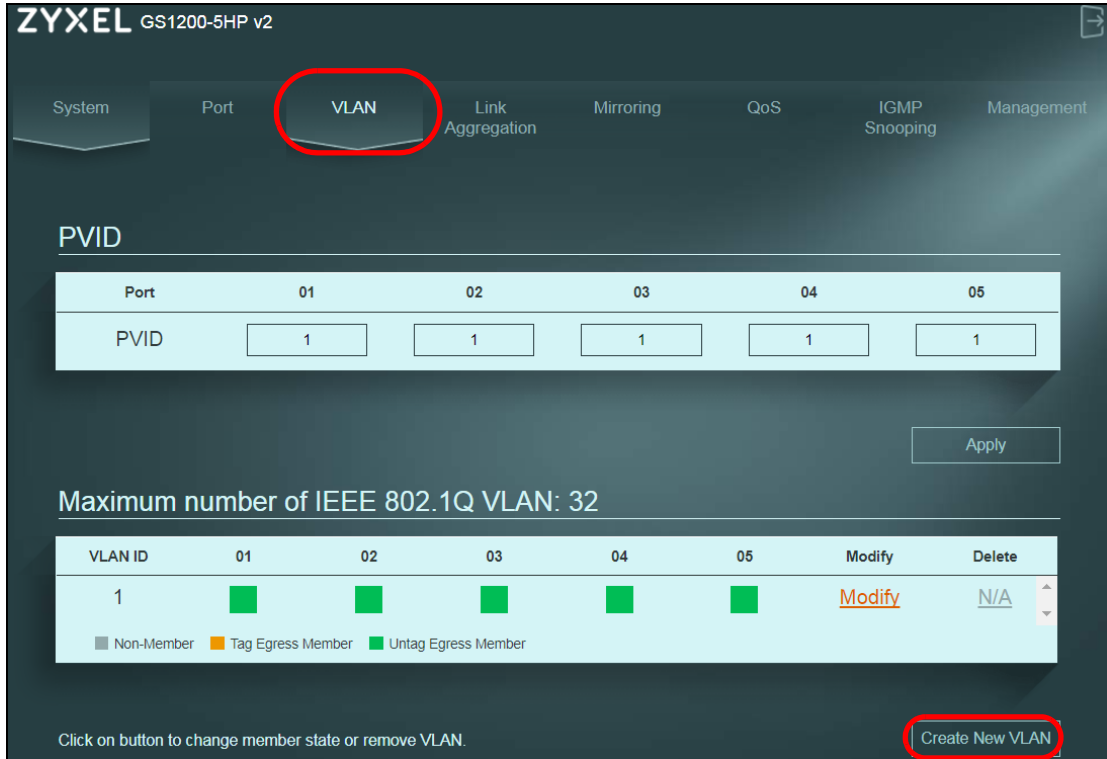 ZYXEL GS1200-5HP v2
System Port VLAN Link Aggregation Mirroring QoS IGMP Snooping Management
PVID
Port 01 02 03 04 05
PVID 1 1 1 1 1
Apply
Maximum number of IEEE 802.1Q VLAN: 32
VLAN ID 01 02 03 04 05 Modify Delete
1 Modify N/A
Non-Member Tag Egress Member Untag Egress Member
Click on button to change member state or remove VLAN.
Create New VLAN